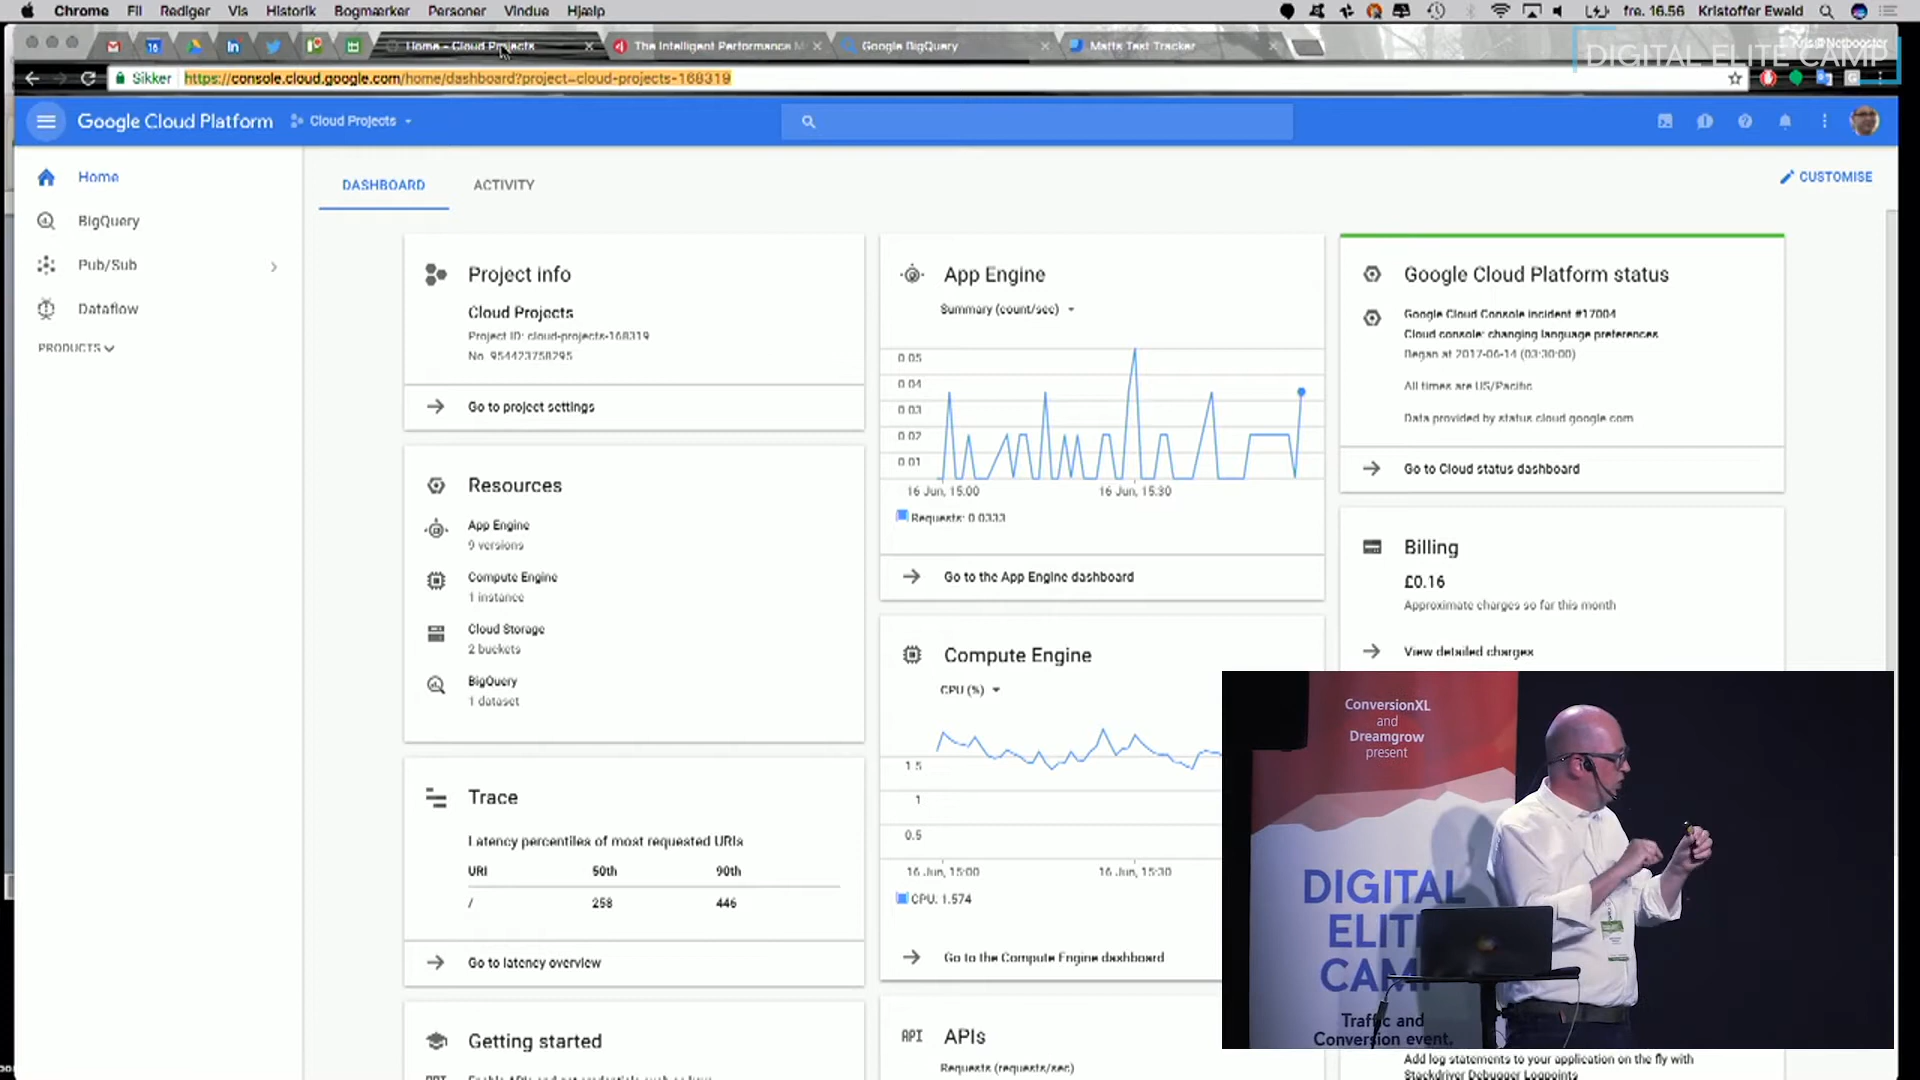 Chrome Fil Rediger Vis Historik Bogmærker Personer Vindue Hjælp
fre. 16.56 Kristoffer Ewald
Home - Cloud Projects
The Intelligent Performance M
Google BigQuery
Matts Test Tracker
Kris@Netbooster
DIGITAL ELITE CAMP
Sikker https://console.cloud.google.com/home/dashboard?project=cloud-projects-168319
Google Cloud Platform
Cloud Projects
Home
BigQuery
Pub/Sub
Dataflow
PRODUCTS
DASHBOARD
ACTIVITY
CUSTOMISE
Project info
Cloud Projects
Project ID: cloud-projects-168319
No. 954423758295
Go to project settings
Resources
App Engine
9 versions
Compute Engine
1 instance
Cloud Storage
2 buckets
BigQuery
1 dataset
Trace
Latency percentiles of most requested URIs
URI 50th 90th
/ 258 446
Go to latency overview
Getting started
App Engine
Summary (count/sec)
0.05
0.04
0.03
0.02
0.01
16 Jun, 15:00
16 Jun, 15:30
Requests: 0.0333
Go to the App Engine dashboard
Compute Engine
CPU (%)
1.5
1
0.5
16 Jun, 15:00
16 Jun, 15:30
CPU: 1.574
Go to the Compute Engine dashboard
API APIs
Requests (requests/sec)
Google Cloud Platform status
Google Cloud Console incident #17004
Cloud console: changing language preferences
Began at 2017-06-14 (03:30:00)
All times are US/Pacific
Data provided by status.cloud.google.com
Go to Cloud status dashboard
Billing
£0.16
Approximate charges so far this month
View detailed charges
ConversionXL
and
Dreamgrow
present
DIGITAL
ELITE
CAMP
Traffic and
Conversion event.
Add log statements to your application on the fly with
Stackdriver Debugger Logpoints